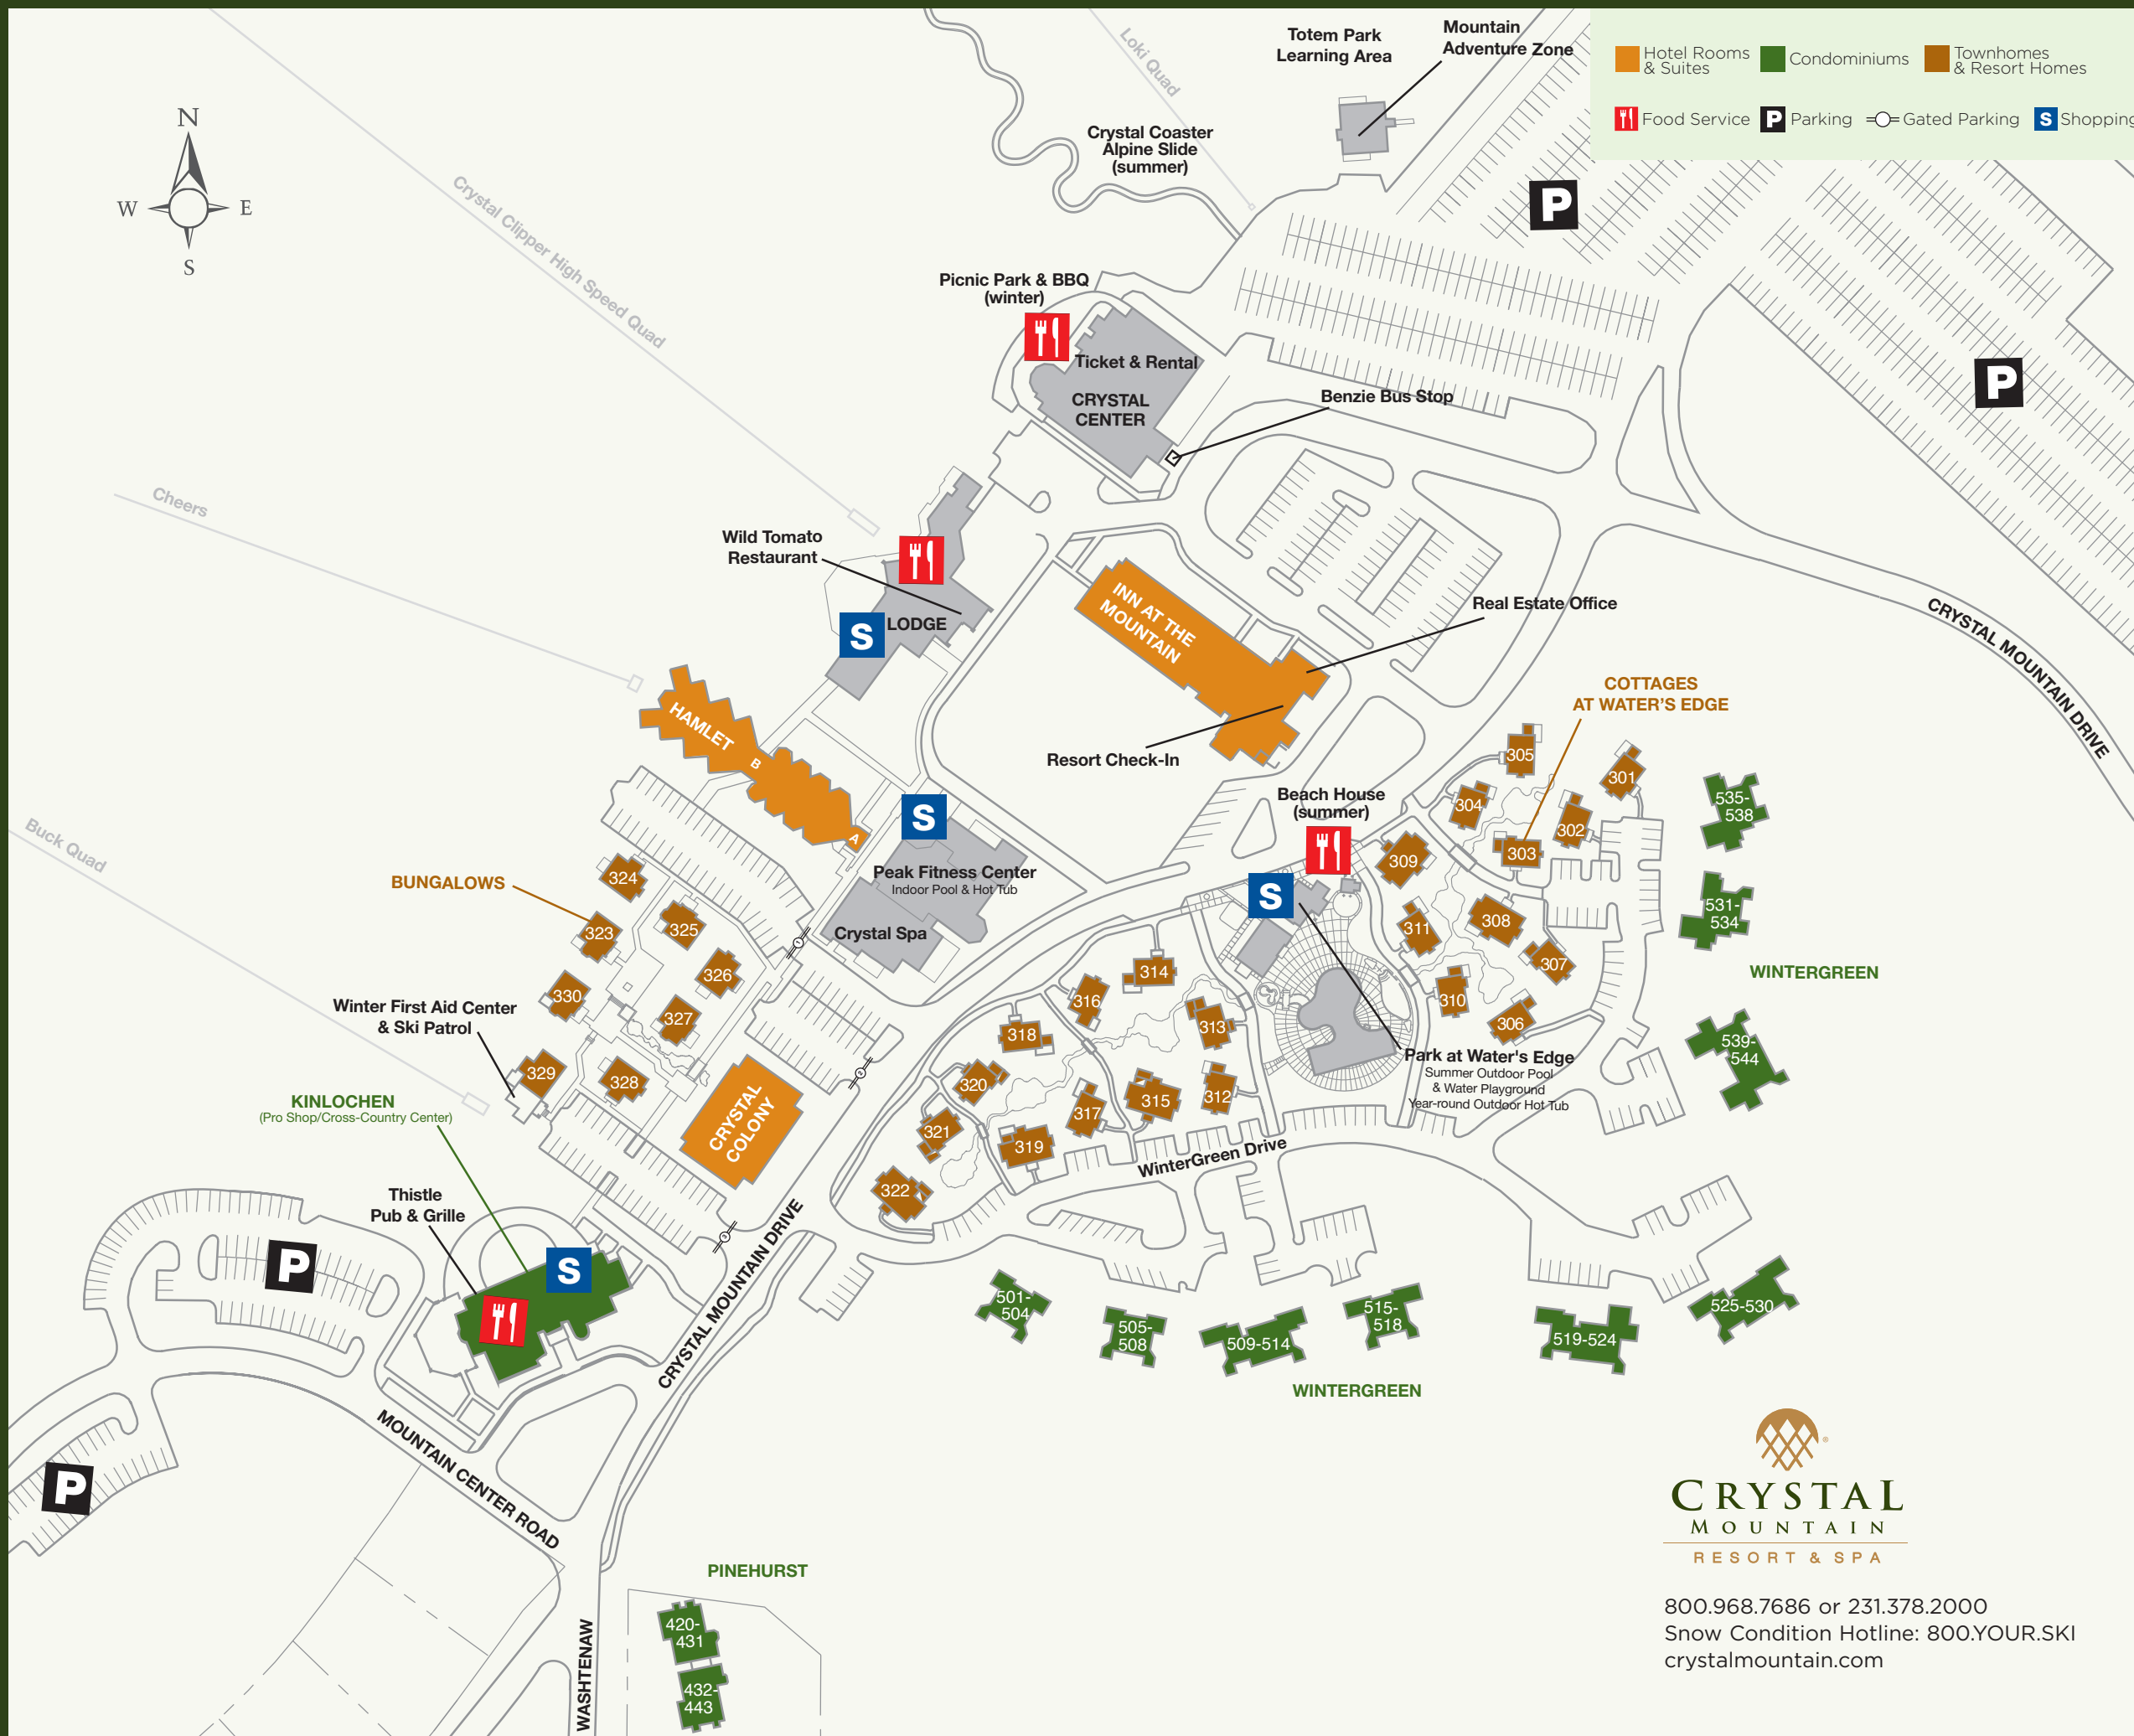 Hotel Rooms
& Suites
Condominiums
Townhomes
& Resort Homes
Food Service
P
Parking
Gated Parking
S
Shopping
N
W
E
S
Loki Quad
Totem Park
Learning Area
Mountain
Adventure Zone
Crystal Coaster
Alpine Slide
(summer)
P
Crystal Clipper High Speed Quad
Picnic Park & BBQ
(winter)
Ticket & Rental
CRYSTAL
CENTER
Benzie Bus Stop
P
Cheers
Wild Tomato
Restaurant
S
LODGE
INN AT THE
MOUNTAIN
Real Estate Office
Resort Check-In
CRYSTAL MOUNTAIN DRIVE
COTTAGES
AT WATER'S EDGE
HAMLET
B
A
S
Peak Fitness Center
Indoor Pool & Hot Tub
Crystal Spa
Beach House
(summer)
S
305
301
304
302
303
309
308
311
307
310
306
535-
538
531-
534
WINTERGREEN
539-
544
Buck Quad
BUNGALOWS
324
323
325
326
330
327
329
328
1
2
3
Winter First Aid Center
& Ski Patrol
KINLOCHEN
(Pro Shop/Cross-Country Center)
CRYSTAL
COLONY
314
316
313
318
320
312
315
317
321
319
322
Park at Water's Edge
Summer Outdoor Pool
& Water Playground
Year-round Outdoor Hot Tub
WinterGreen Drive
Thistle
Pub & Grille
P
S
CRYSTAL MOUNTAIN DRIVE
501-
504
505-
508
509-514
515-
518
519-524
525-530
WINTERGREEN
MOUNTAIN CENTER ROAD
P
PINEHURST
420-
431
432-
443
WASHTENAW
CRYSTAL
MOUNTAIN
RESORT & SPA
800.968.7686 or 231.378.2000
Snow Condition Hotline: 800.YOUR.SKI
crystalmountain.com